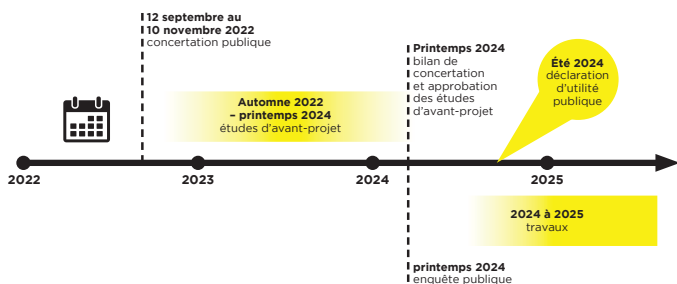 12 septembre au
10 novembre 2022
concertation publique
Automne 2022
– printemps 2024
études d'avant-projet
Printemps 2024
bilan de
concertation
et approbation
des études
d'avant-projet
Été 2024
déclaration
d'utilité
publique
2022
2023
2024
2025
2024 à 2025
travaux
printemps 2024
enquête publique